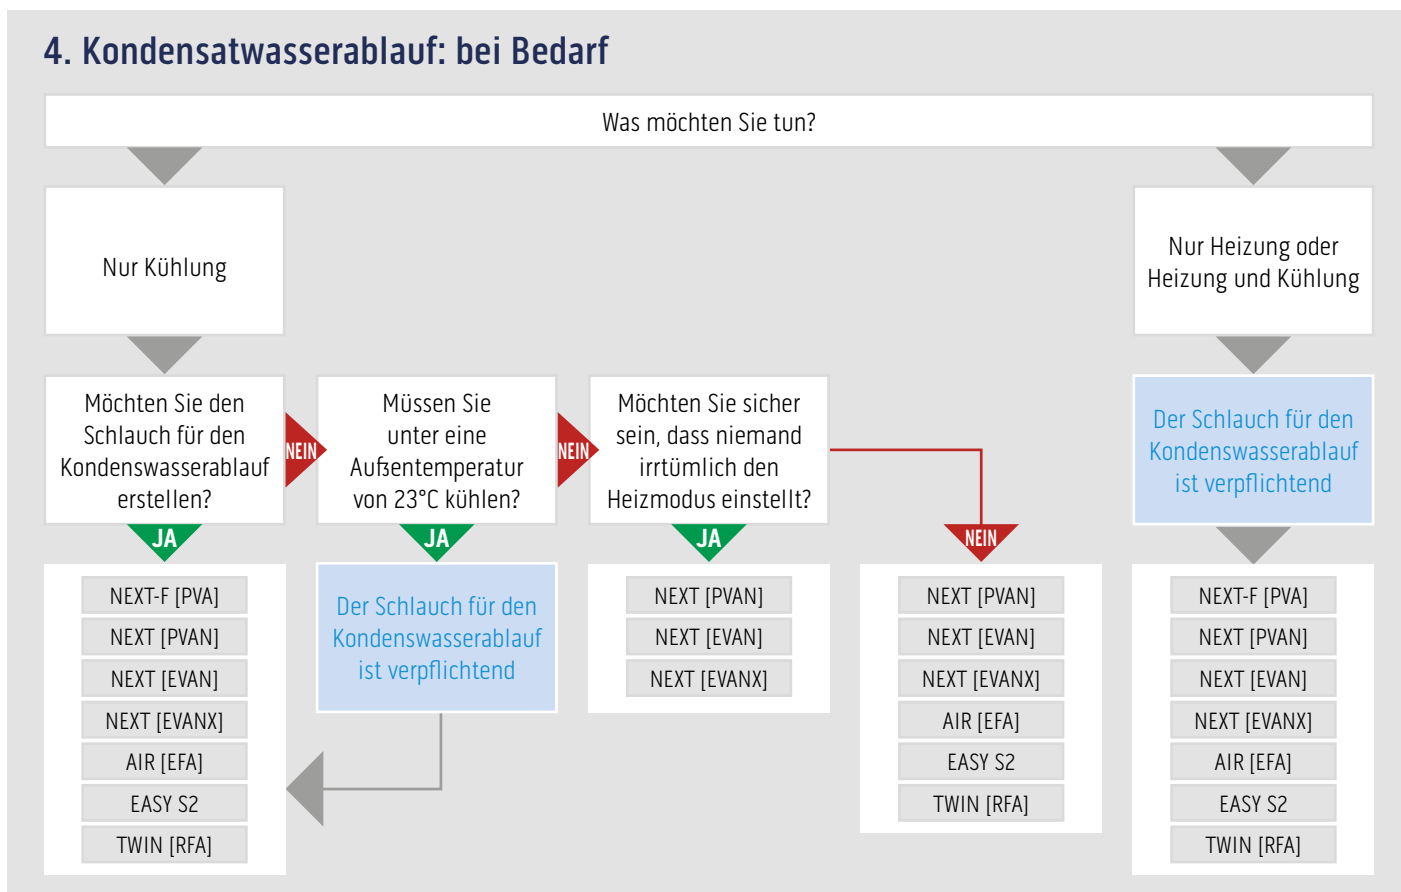 4. Kondensatwasserablauf: bei Bedarf
Was möchten Sie tun?
Nur Kühlung
Nur Heizung oder
Heizung und Kühlung
Möchten Sie den
Schlauch für den
Kondenswasserablauf
erstellen?
NEIN
Müssen Sie
unter eine
Außentemperatur
von 23°C kühlen?
NEIN
Möchten Sie sicher
sein, dass niemand
irrtümlich den
Heizmodus einstellt?
Der Schlauch für den
Kondenswasserablauf
ist verpflichtend
JA
JA
JA
NEIN
NEXT-F [PVA]
NEXT [PVAN]
NEXT [EVAN]
NEXT [EVANX]
AIR [EFA]
EASY S2
TWIN [RFA]
Der Schlauch für den
Kondenswasserablauf
ist verpflichtend
NEXT [PVAN]
NEXT [EVAN]
NEXT [EVANX]
NEXT [PVAN]
NEXT [EVAN]
NEXT [EVANX]
AIR [EFA]
EASY S2
TWIN [RFA]
NEXT-F [PVA]
NEXT [PVAN]
NEXT [EVAN]
NEXT [EVANX]
AIR [EFA]
EASY S2
TWIN [RFA]